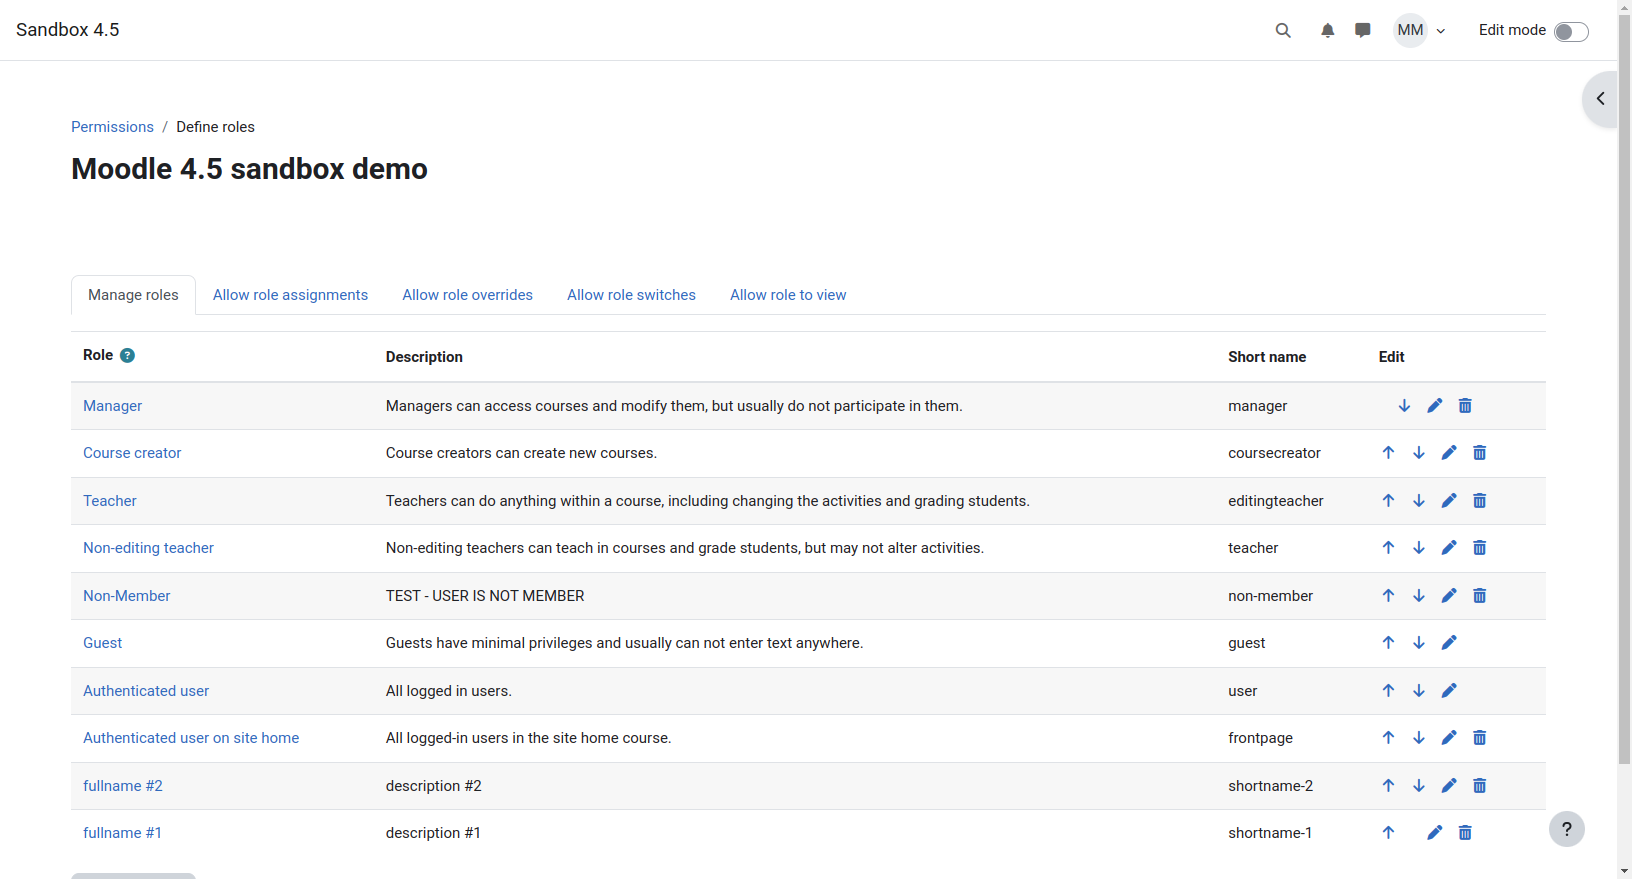 Sandbox 4.5
MM
Edit mode
Permissions / Define roles
Moodle 4.5 sandbox demo
Manage roles Allow role assignments Allow role overrides Allow role switches Allow role to view
Role ? Description Short name Edit
Manager Managers can access courses and modify them, but usually do not participate in them. manager
Course creator Course creators can create new courses. coursecreator
Teacher Teachers can do anything within a course, including changing the activities and grading students. editingteacher
Non-editing teacher Non-editing teachers can teach in courses and grade students, but may not alter activities. teacher
Non-Member TEST - USER IS NOT MEMBER non-member
Guest Guests have minimal privileges and usually can not enter text anywhere. guest
Authenticated user All logged in users. user
Authenticated user on site home All logged-in users in the site home course. frontpage
fullname #2 description #2 shortname-2
fullname #1 description #1 shortname-1
?